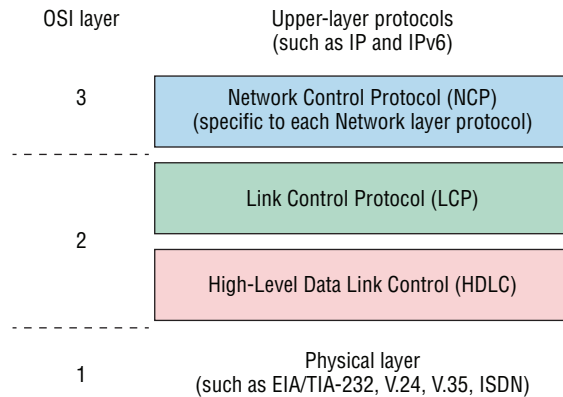 OSI layer
Upper-layer protocols
(such as IP and IPv6)
3
Network Control Protocol (NCP)
(specific to each Network layer protocol)
2
Link Control Protocol (LCP)
High-Level Data Link Control (HDLC)
1
Physical layer
(such as EIA/TIA-232, V.24, V.35, ISDN)